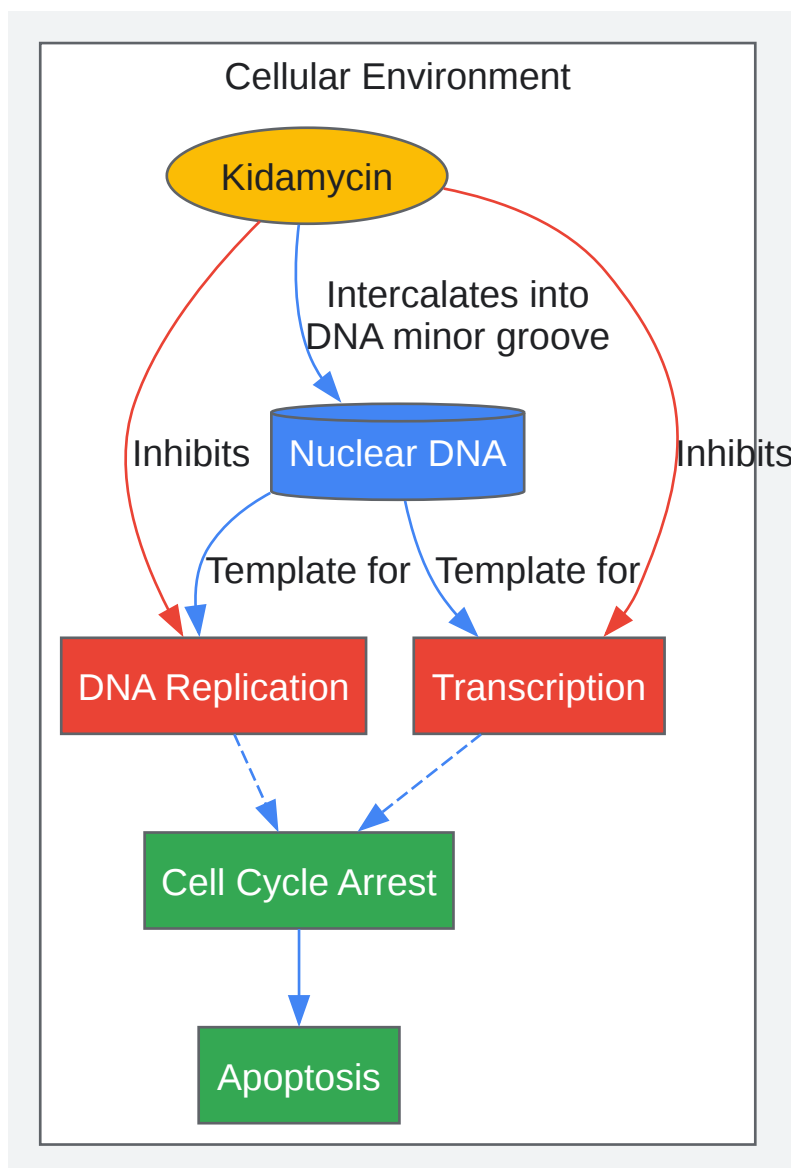 Cellular Environment
Kidamycin
Intercalates into
DNA minor groove
Inhibits
Nuclear DNA
Inhibits
Template for
Template for
DNA Replication
Transcription
Cell Cycle Arrest
Apoptosis